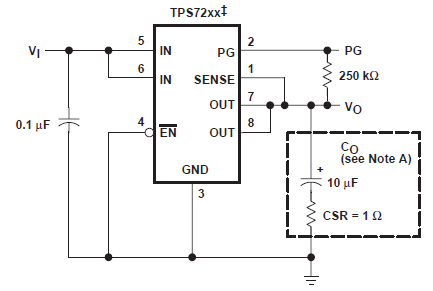 TPS72xx‡
VI
5 IN
6 IN
4 EN
PG 2
SENSE 1
OUT 7
OUT 8
GND
3
PG
250 kΩ
VO
0.1 µF
CO
(see Note A)
+
10 µF
CSR = 1 Ω